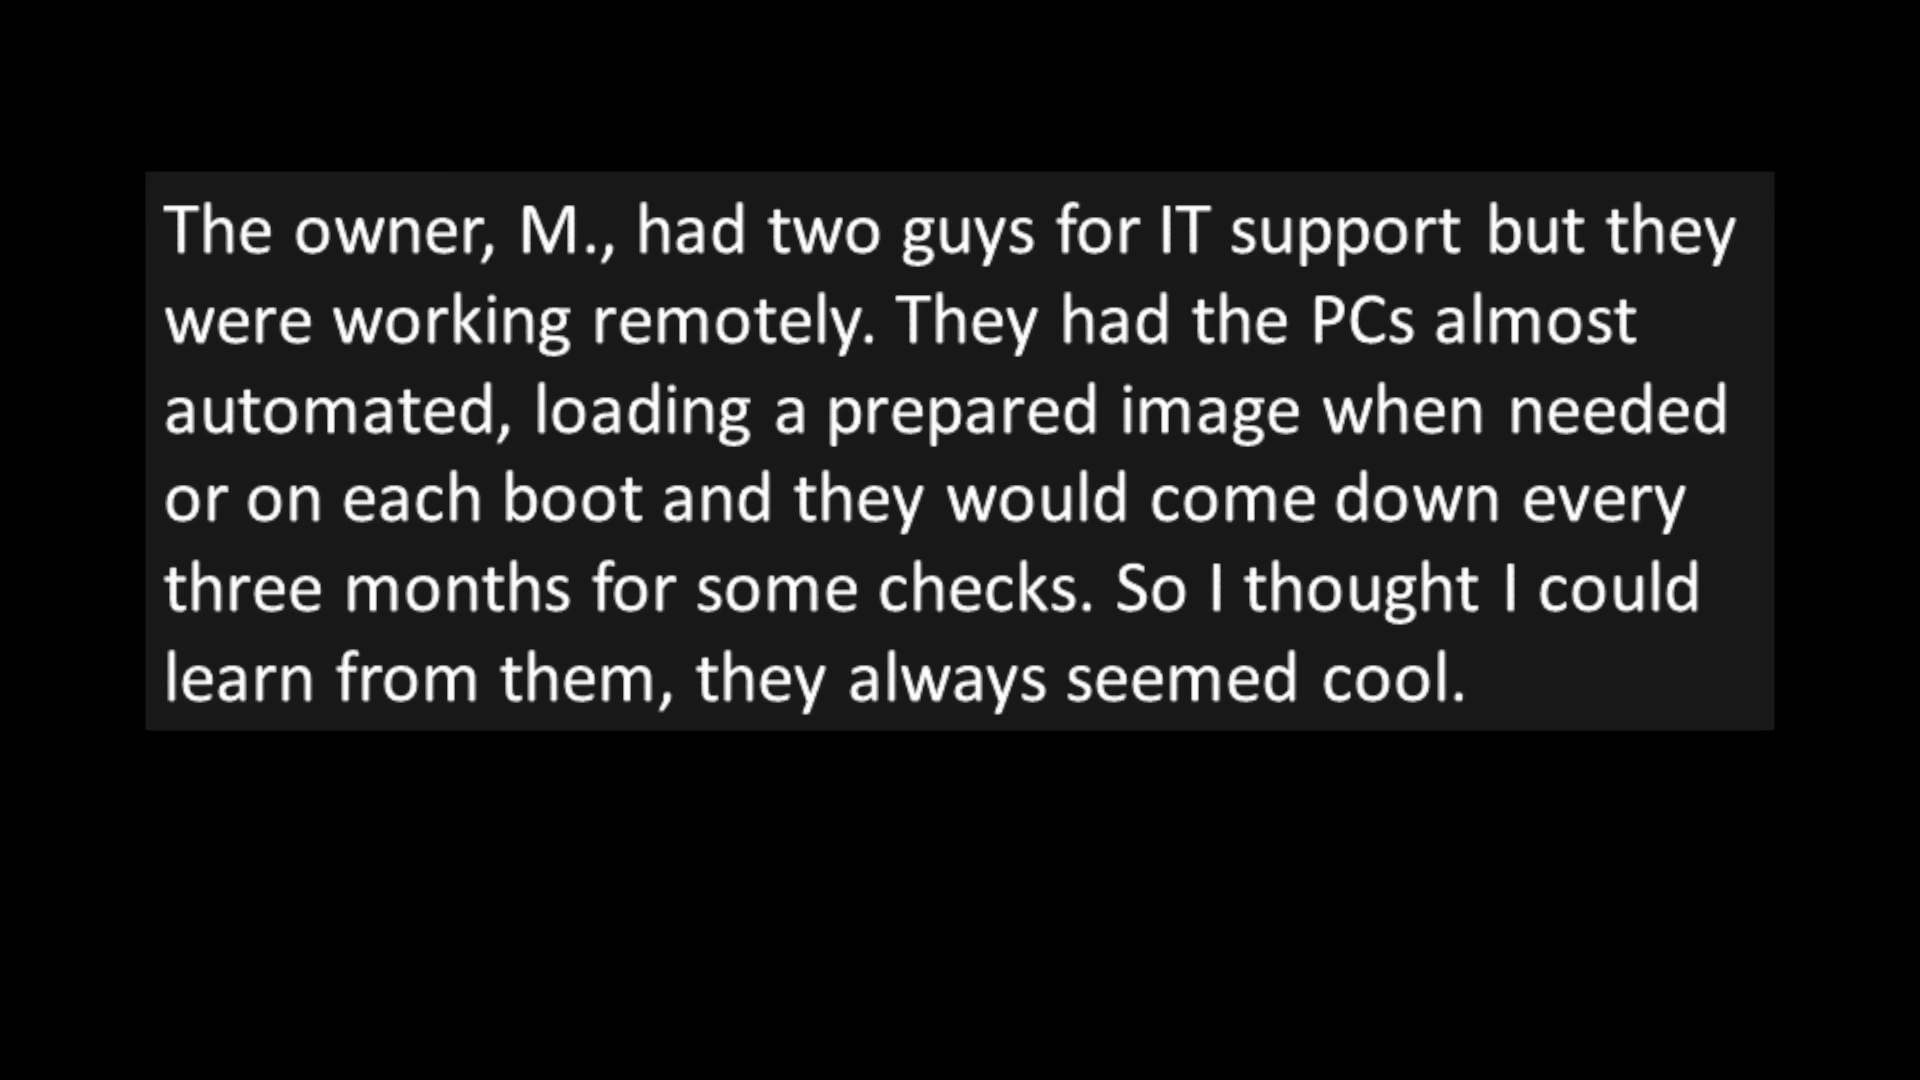 The owner, M., had two guys for IT support but they
were working remotely. They had the PCs almost
automated, loading a prepared image when needed
or on each boot and they would come down every
three months for some checks. So I thought I could
learn from them, they always seemed cool.